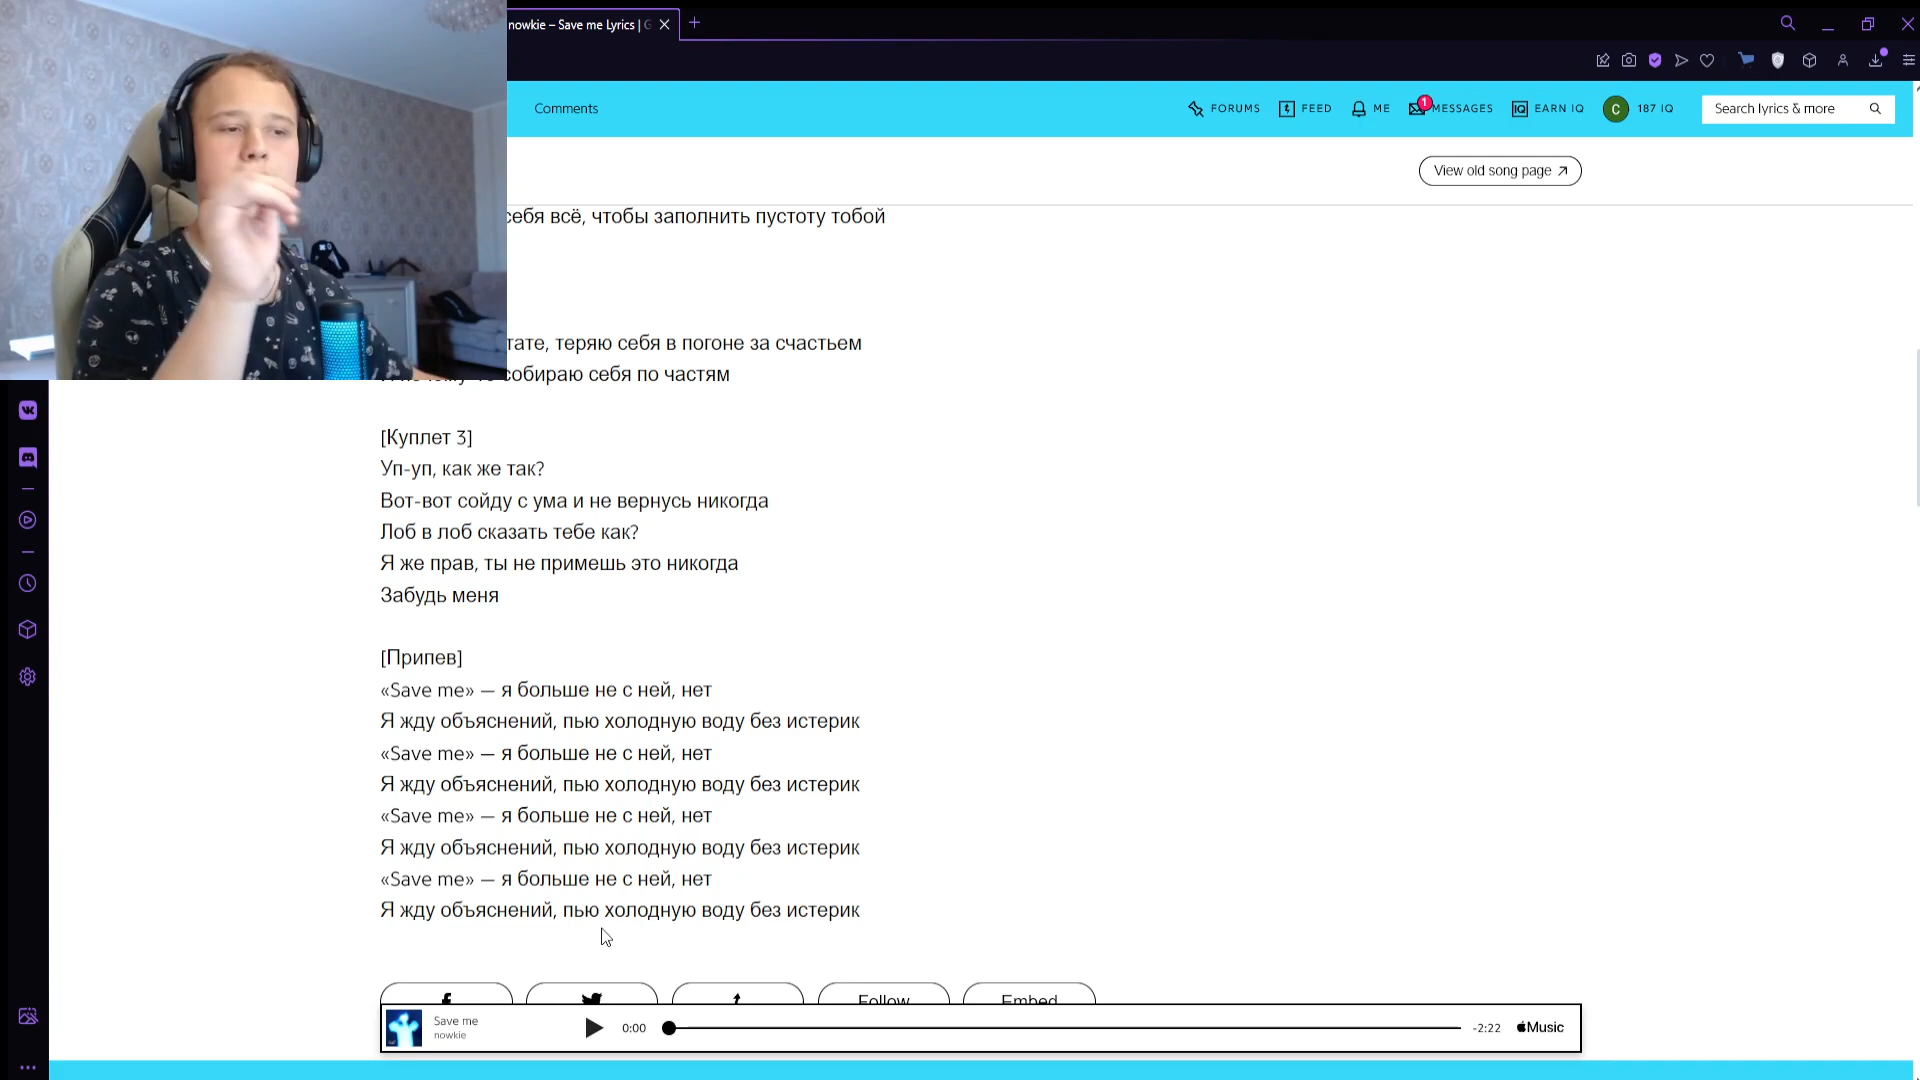 nowkie – Save me Lyrics | G
Comments
FORUMS
FEED
ME
1
MESSAGES
EARN IQ
C
187 IQ
Search lyrics & more
View old song page
себя всё, чтобы заполнить пустоту тобой
тате, теряю себя в погоне за счастьем
собираю себя по частям
[Куплет 3]
Уп-уп, как же так?
Вот-вот сойду с ума и не вернусь никогда
Лоб в лоб сказать тебе как?
Я же прав, ты не примешь это никогда
Забудь меня
[Припев]
«Save me» — я больше не с ней, нет
Я жду объяснений, пью холодную воду без истерик
«Save me» — я больше не с ней, нет
Я жду объяснений, пью холодную воду без истерик
«Save me» — я больше не с ней, нет
Я жду объяснений, пью холодную воду без истерик
«Save me» — я больше не с ней, нет
Я жду объяснений, пью холодную воду без истерик
Follow
Embed
Save me
nowkie
0:00
-2:22
Music